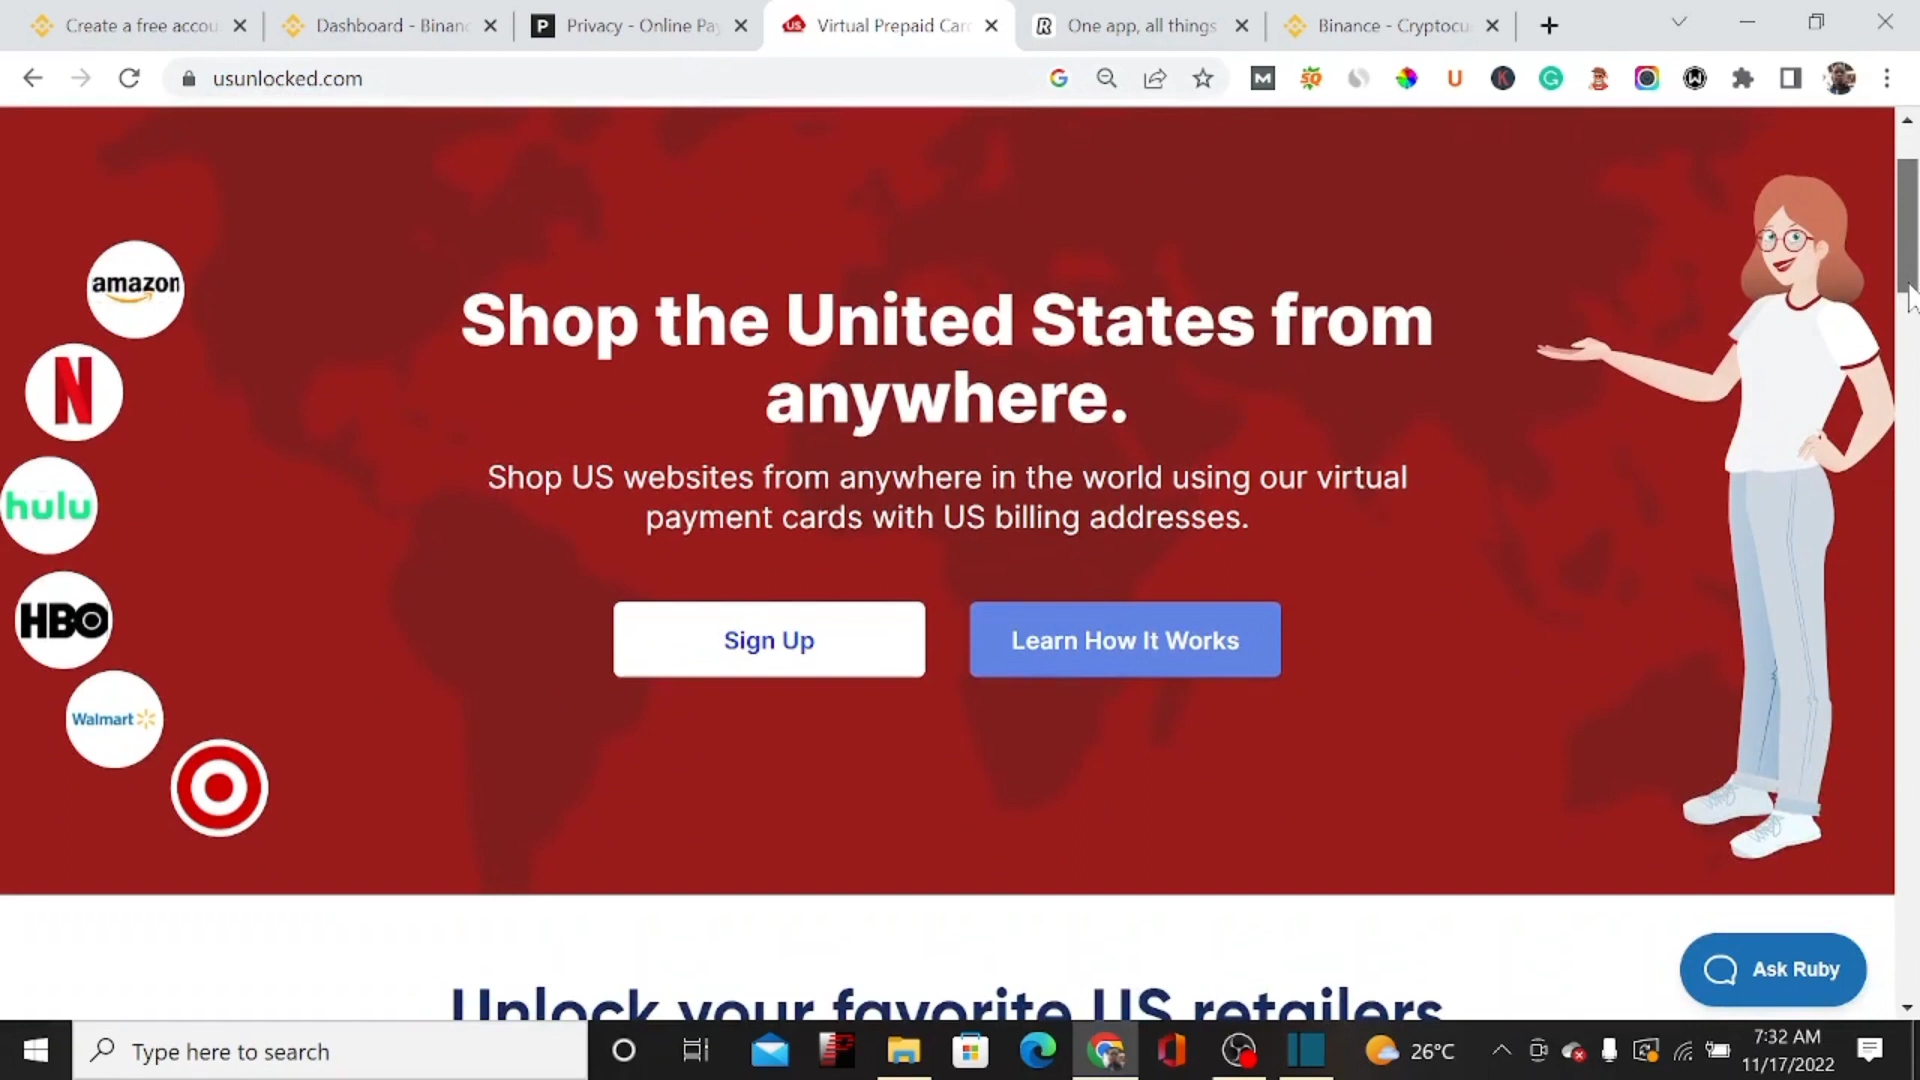 Create a free accou
Dashboard - Binanc
Privacy - Online Pay
Virtual Prepaid Card
One app, all things
Binance - Cryptocu
usunlocked.com
amazon
N
hulu
HBO
Walmart
Shop the United States from
anywhere.
Shop US websites from anywhere in the world using our virtual
payment cards with US billing addresses.
Sign Up
Learn How It Works
Unlock your favorite US retailers
Ask Ruby
Type here to search
26°C
7:32 AM
11/17/2022